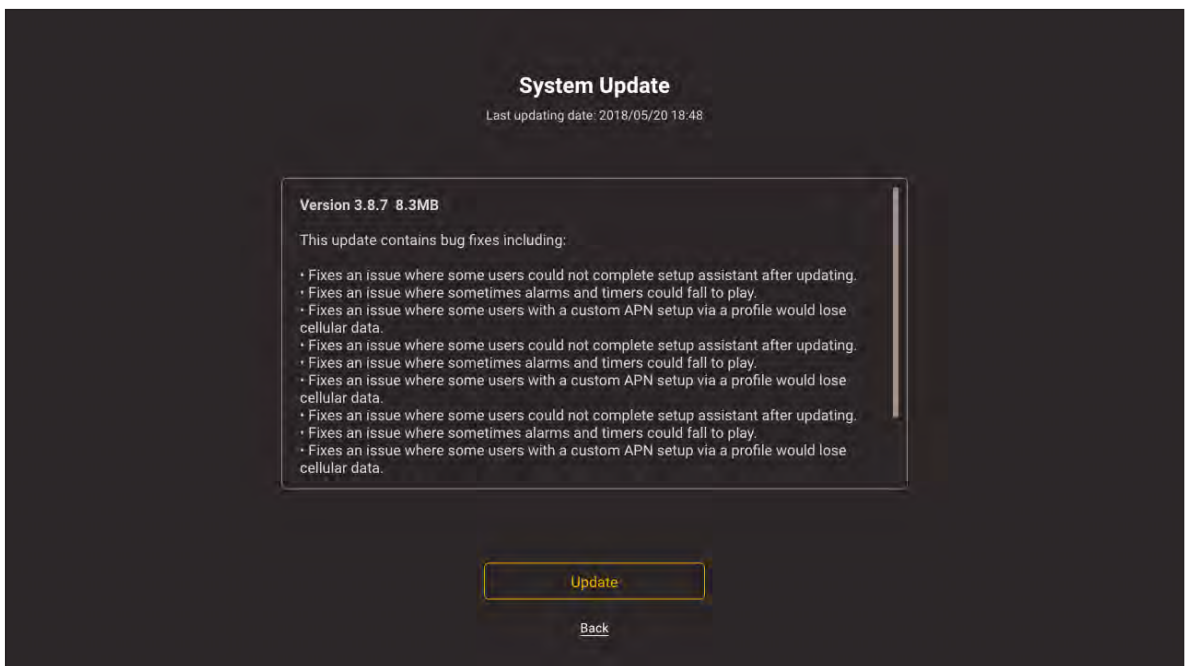 System Update
Last updating date: 2018/05/20 18:48
Version 3.8.7 8.3MB
This update contains bug fixes including:
• Fixes an issue where some users could not complete setup assistant after updating.
• Fixes an issue where sometimes alarms and timers could fall to play.
• Fixes an issue where some users with a custom APN setup via a profile would lose
cellular data.
• Fixes an issue where some users could not complete setup assistant after updating.
• Fixes an issue where sometimes alarms and timers could fall to play.
• Fixes an issue where some users with a custom APN setup via a profile would lose
cellular data.
• Fixes an issue where some users could not complete setup assistant after updating.
• Fixes an issue where sometimes alarms and timers could fall to play.
• Fixes an issue where some users with a custom APN setup via a profile would lose
cellular data.
Update
Back